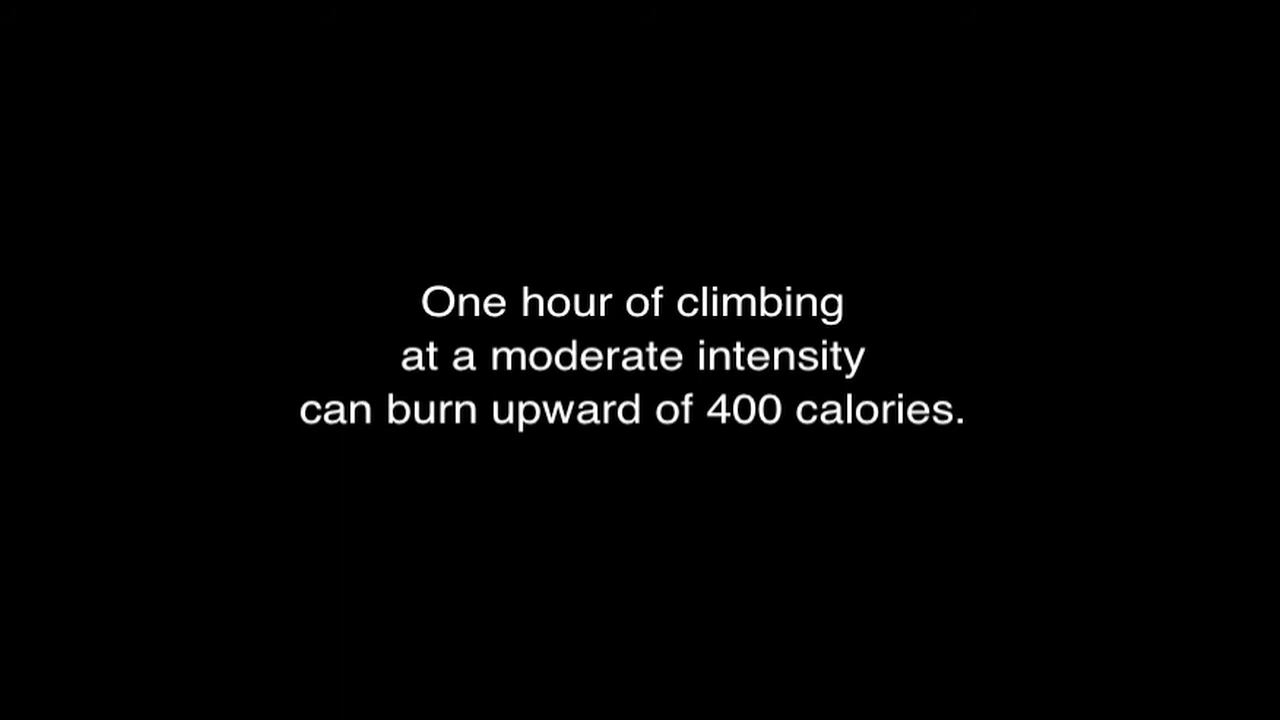 One hour of climbing
at a moderate intensity
can burn upward of 400 calories.